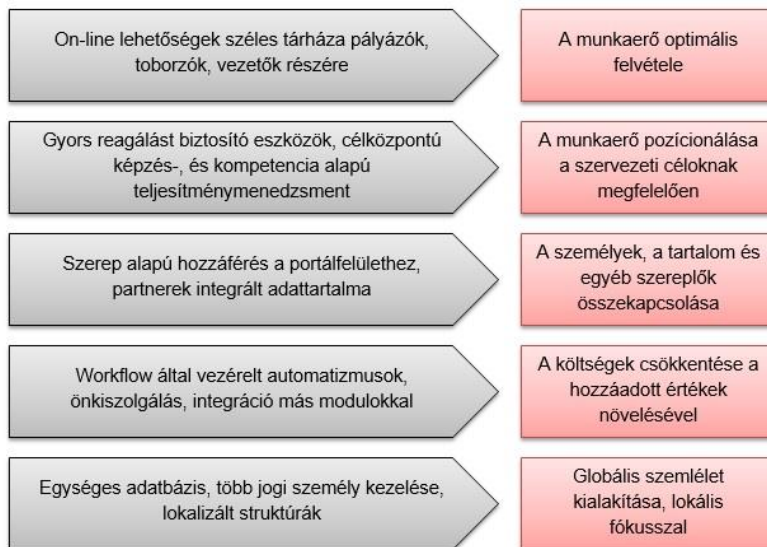 On-line lehetőségek széles tárháza pályázók,
toborzók, vezetők részére
A munkaerő optimális
felvétele
Gyors reagálást biztosító eszközök, célközpontú
képzés-, és kompetencia alapú
teljesítménymenedzsment
A munkaerő pozícionálása
a szervezeti céloknak
megfelelően
Szerep alapú hozzáférés a portálfelülethez,
partnerek integrált adattartalma
A személyek, a tartalom és
egyéb szereplők
összekapcsolása
Workflow által vezérelt automatizmusok,
önkiszolgálás, integráció más modulokkal
A költségek csökkentése a
hozzáadott értékek
növelésével
Egységes adatbázis, több jogi személy kezelése,
lokalizált struktúrák
Globális szemlélet
kialakítása, lokális
fókusszal